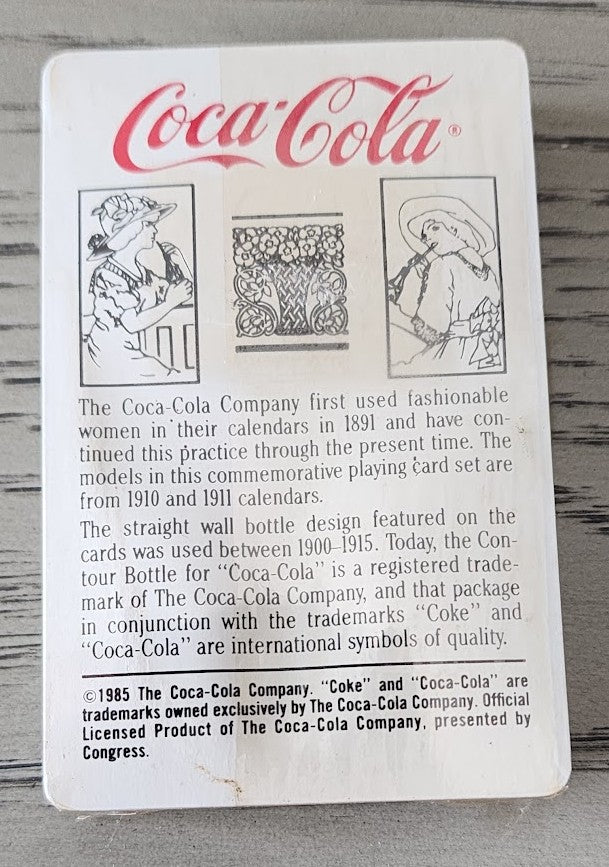 Coca-Cola®
The Coca-Cola Company first used fashionable
women in their calendars in 1891 and have con-
tinued this practice through the present time. The
models in this commemorative playing card set are
from 1910 and 1911 calendars.
The straight wall bottle design featured on the
cards was used between 1900-1915. Today, the Con-
tour Bottle for "Coca-Cola" is a registered trade-
mark of The Coca-Cola Company, and that package
in conjunction with the trademarks "Coke" and
"Coca-Cola" are international symbols of quality.
©1985 The Coca-Cola Company. "Coke" and "Coca-Cola" are
trademarks owned exclusively by The Coca-Cola Company. Official
Licensed Product of The Coca-Cola Company, presented by
Congress.